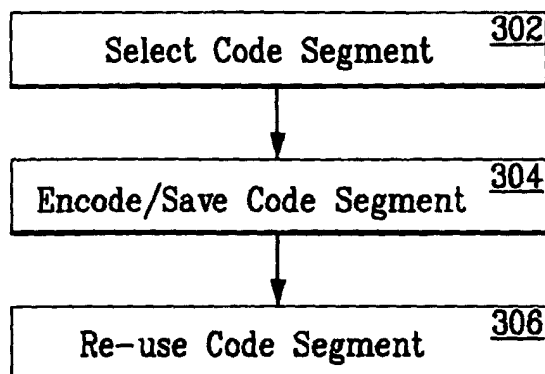 302
Select Code Segment
304
Encode/Save Code Segment
306
Re-use Code Segment